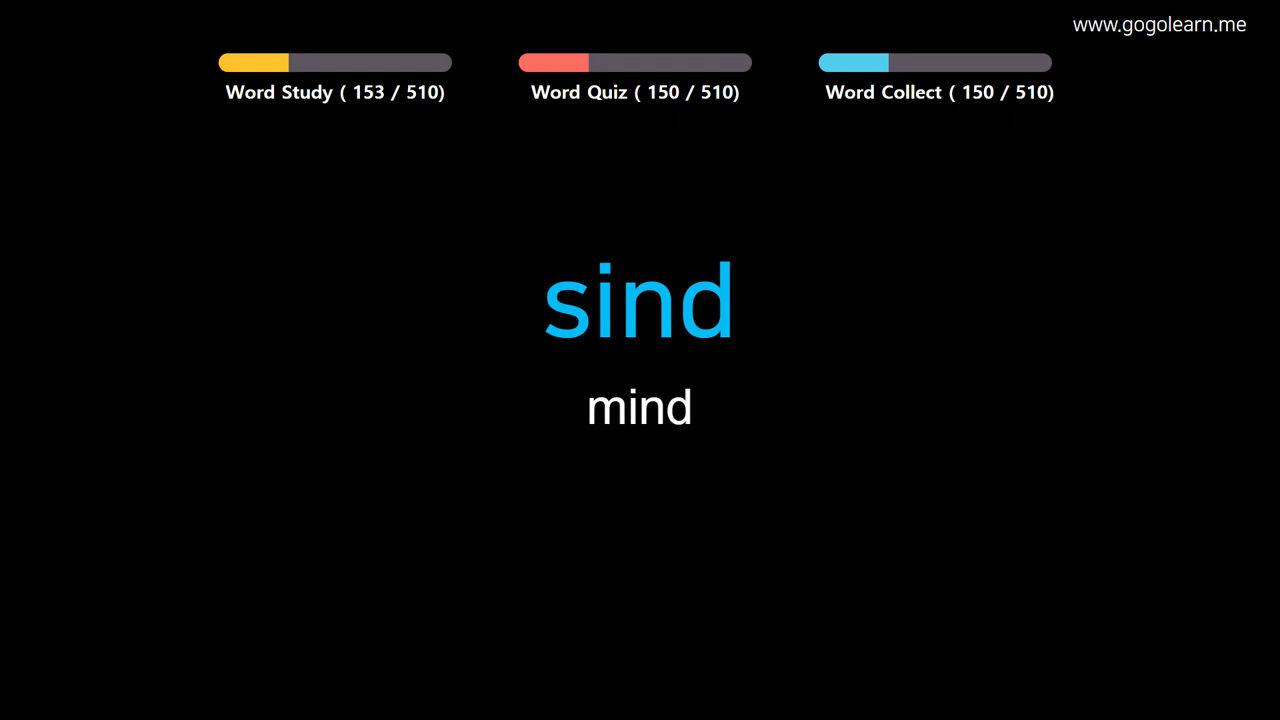 www.gogolearn.me
Word Study ( 153 / 510)
Word Quiz ( 150 / 510)
Word Collect ( 150 / 510)
sind
mind